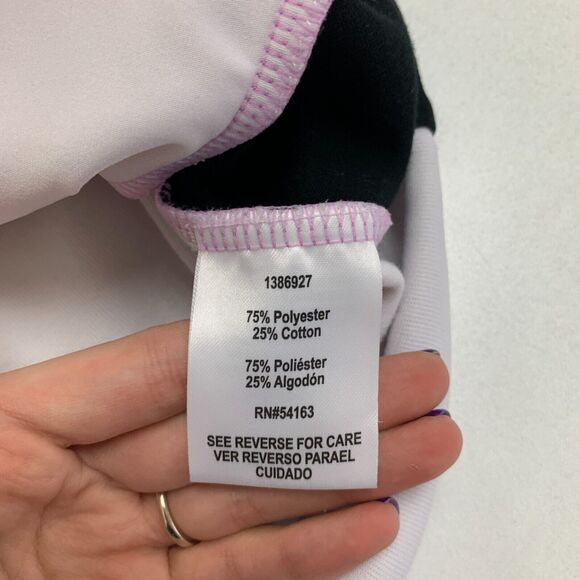 1386927
75% Polyester
25% Cotton
75% Poliéster
25% Algodón
RN#54163
SEE REVERSE FOR CARE
VER REVERSO PARAEL
CUIDADO